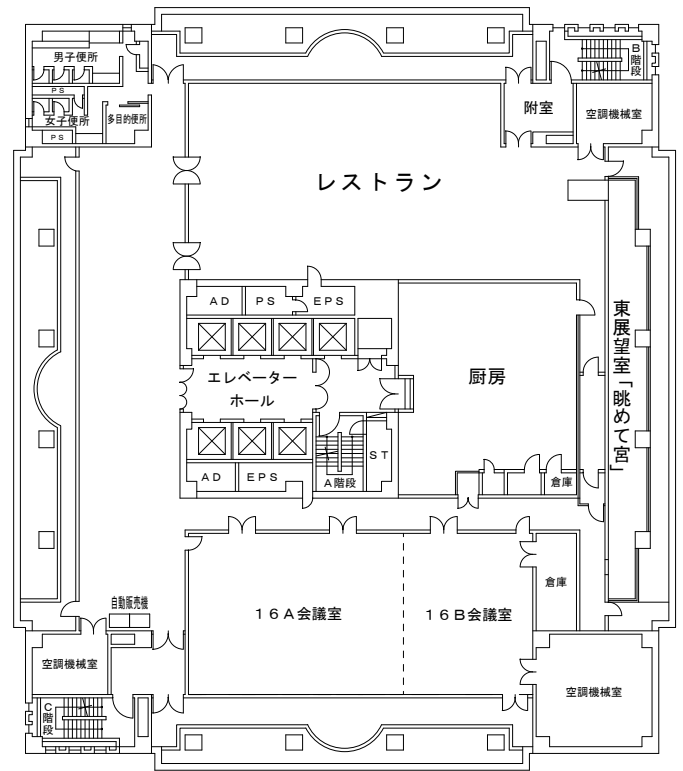 男子便所
PS
女子便所
多目的便所
PS
B階段
附室
空調機械室
レストラン
AD
PS
EPS
エレベーター
ホール
厨房
東展望室「眺めて宮」
AD
EPS
A階段
ST
倉庫
自動販売機
16A会議室
16B会議室
倉庫
空調機械室
空調機械室
C階段